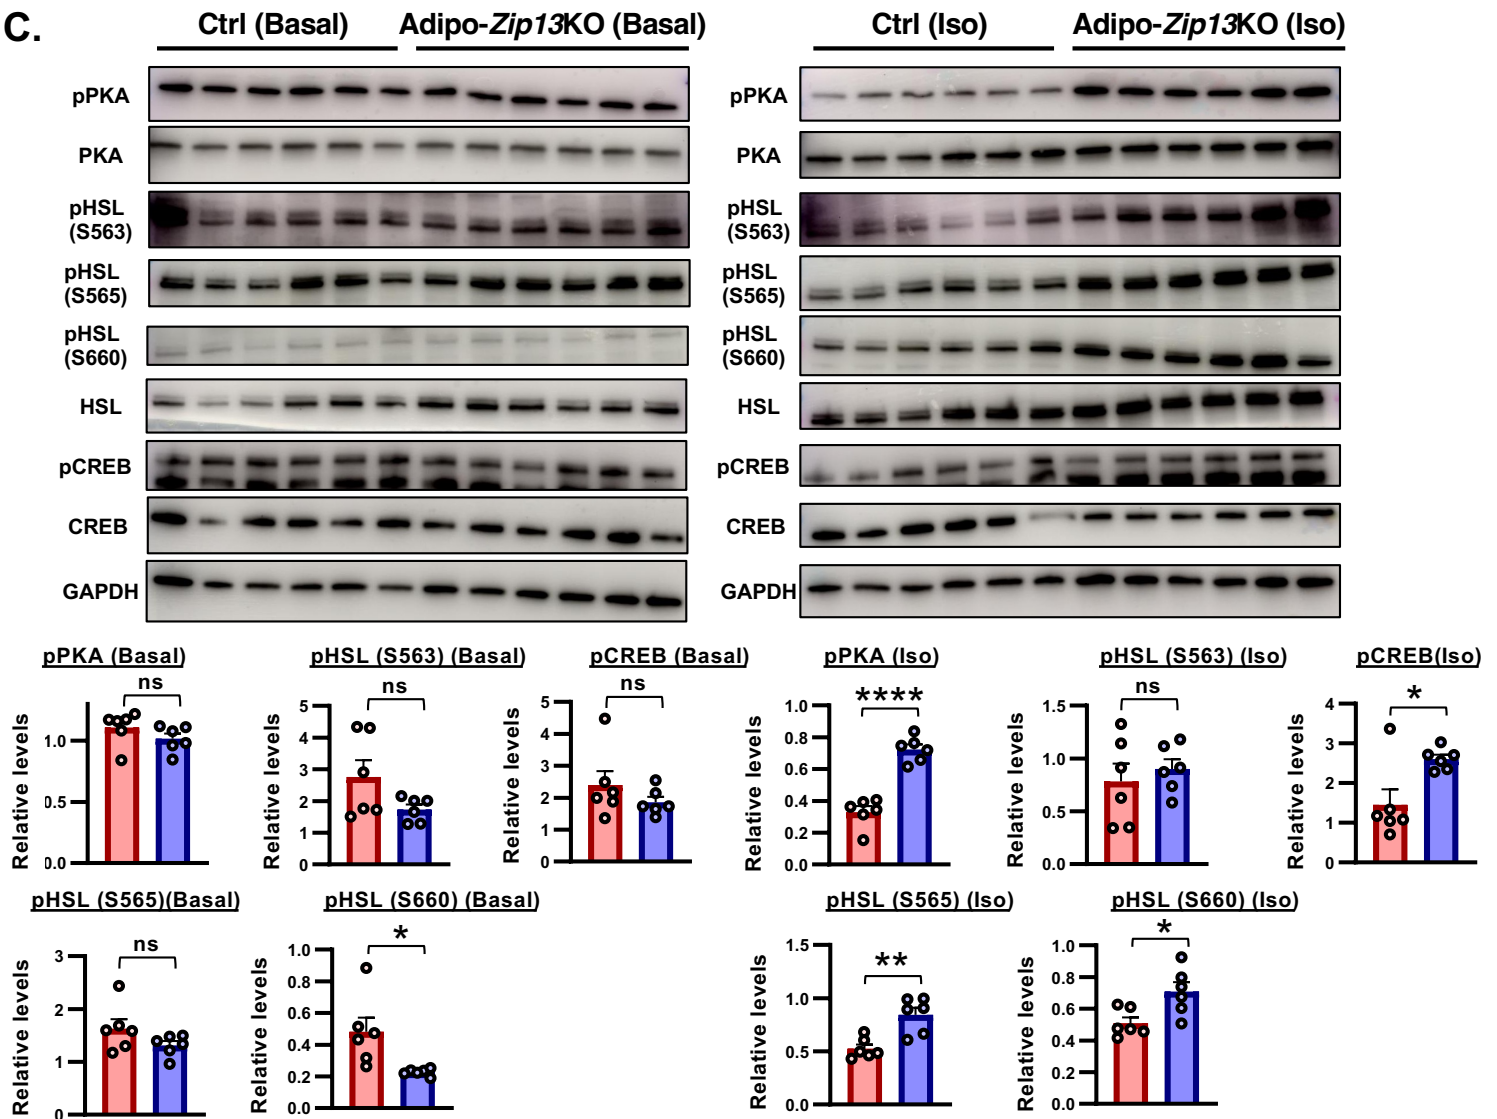 C.
Ctrl (Basal) Adipo-Zip13KO (Basal) Ctrl (Iso) Adipo-Zip13KO (Iso)
pPKA
PKA
pHSL
(S563)
pHSL
(S565)
pHSL
(S660)
HSL
pCREB
CREB
GAPDH
pPKA
PKA
pHSL
(S563)
pHSL
(S565)
pHSL
(S660)
HSL
pCREB
CREB
GAPDH
pPKA (Basal)
ns
Relative levels
1.0
0.5
0.0
pHSL (S563) (Basal)
ns
Relative levels
5
4
3
2
1
0
pCREB (Basal)
ns
Relative levels
5
4
3
2
1
0
pPKA (Iso)
****
Relative levels
1.0
0.8
0.6
0.4
0.2
0.0
pHSL (S563) (Iso)
ns
Relative levels
1.5
1.0
0.5
0.0
pCREB(Iso)
*
Relative levels
4
3
2
1
0
pHSL (S565)(Basal)
ns
Relative levels
3
2
1
0
pHSL (S660) (Basal)
*
Relative levels
1.0
0.8
0.6
0.4
0.2
0.0
pHSL (S565) (Iso)
**
Relative levels
1.5
1.0
0.5
0.0
pHSL (S660) (Iso)
*
Relative levels
1.0
0.8
0.6
0.4
0.2
0.0